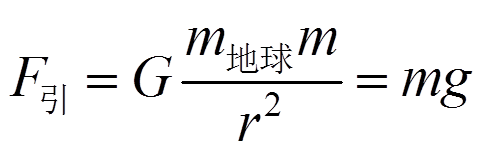 F引 = G m地球m / r² = mg